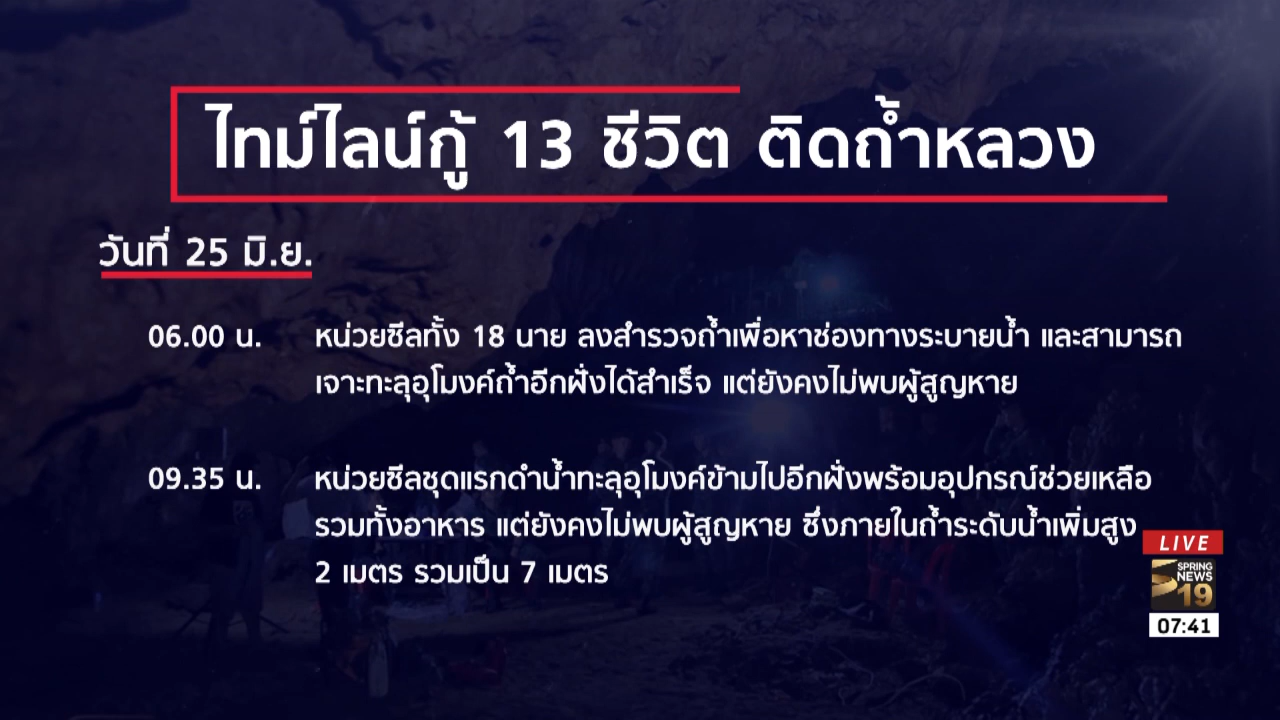 ไทม์ไลน์กู้ 13 ชีวิต ติดถ้ำหลวง
วันที่ 25 มิ.ย.
06.00 น. หน่วยซีลทั้ง 18 นาย ลงสำรวจถ้ำเพื่อหาช่องทางระบายน้ำ และสามารถ
เจาะทะลุอุโมงค์ถ้ำอีกฝั่งได้สำเร็จ แต่ยังคงไม่พบผู้สูญหาย
09.35 น. หน่วยซีลชุดแรกดำน้ำทะลุอุโมงค์ข้ามไปอีกฝั่งพร้อมอุปกรณ์ช่วยเหลือ
รวมทั้งอาหาร แต่ยังคงไม่พบผู้สูญหาย ซึ่งภายในถ้ำระดับน้ำเพิ่มสูง
2 เมตร รวมเป็น 7 เมตร
LIVE
SPRING
NEWS
19
07:41